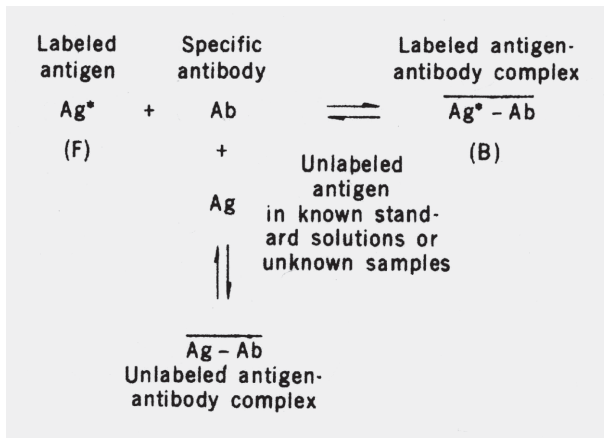 Labeled antigen
Specific antibody
Labeled antigen-
antibody complex
Ag* + Ab ⇌ Ag* – Ab
(F) + (B)
Ag
Unlabeled
antigen
in known stand-
ard solutions or
unknown samples
Ag – Ab
Unlabeled antigen-
antibody complex